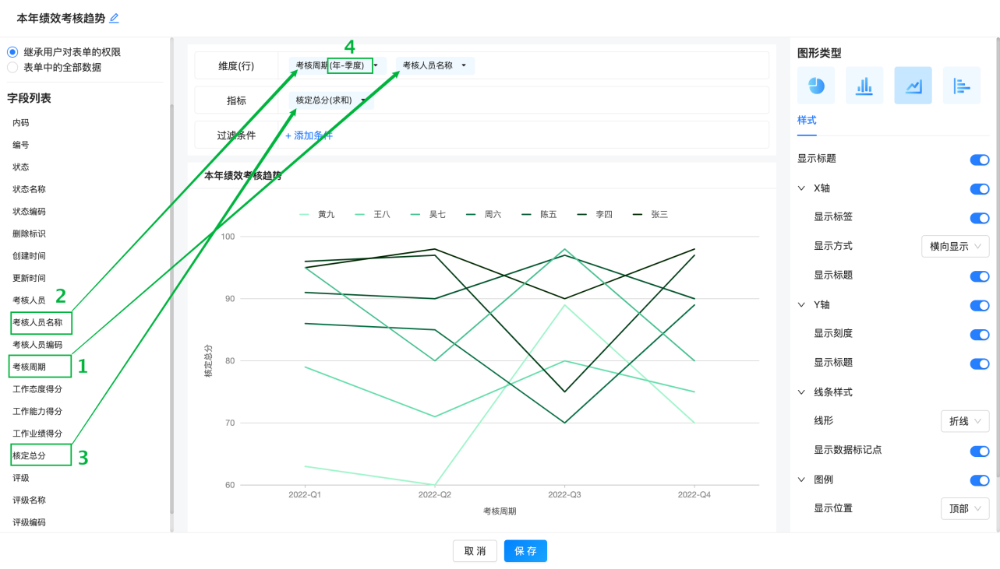 本年绩效考核趋势
继承用户对表单的权限
表单中的全部数据
字段列表
内码
编号
状态
状态名称
状态编码
删除标识
创建时间
更新时间
考核人员
2
考核人员名称
考核人员编码
考核周期
1
工作态度得分
工作能力得分
工作业绩得分
核定总分
3
评级
评级名称
评级编码
4
维度(行)
考核周期(年-季度)
考核人员名称
指标
核定总分(求和)
过滤条件
+ 添加条件
本年绩效考核趋势
黄九 王八 吴七 周六 陈五 李四 张三
100
90
80
70
60
核定总分
2022-Q1 2022-Q2 2022-Q3 2022-Q4
考核周期
图形类型
样式
显示标题
X轴
显示标签
显示方式 横向显示
显示标题
Y轴
显示刻度
显示标题
线条样式
线形 折线
显示数据标记点
图例
显示位置 顶部
取 消
保 存